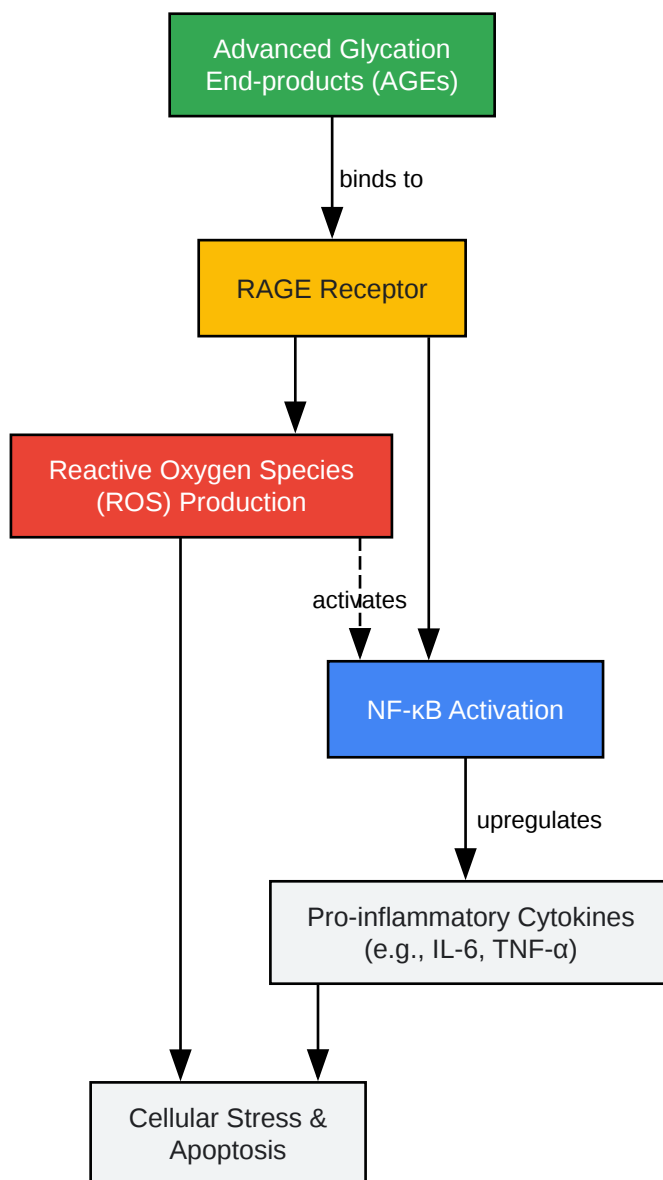 Advanced Glycation
End-products (AGEs)
binds to
RAGE Receptor
Reactive Oxygen Species
(ROS) Production
activates
NF-κB Activation
upregulates
Pro-inflammatory Cytokines
(e.g., IL-6, TNF-α)
Cellular Stress &
Apoptosis